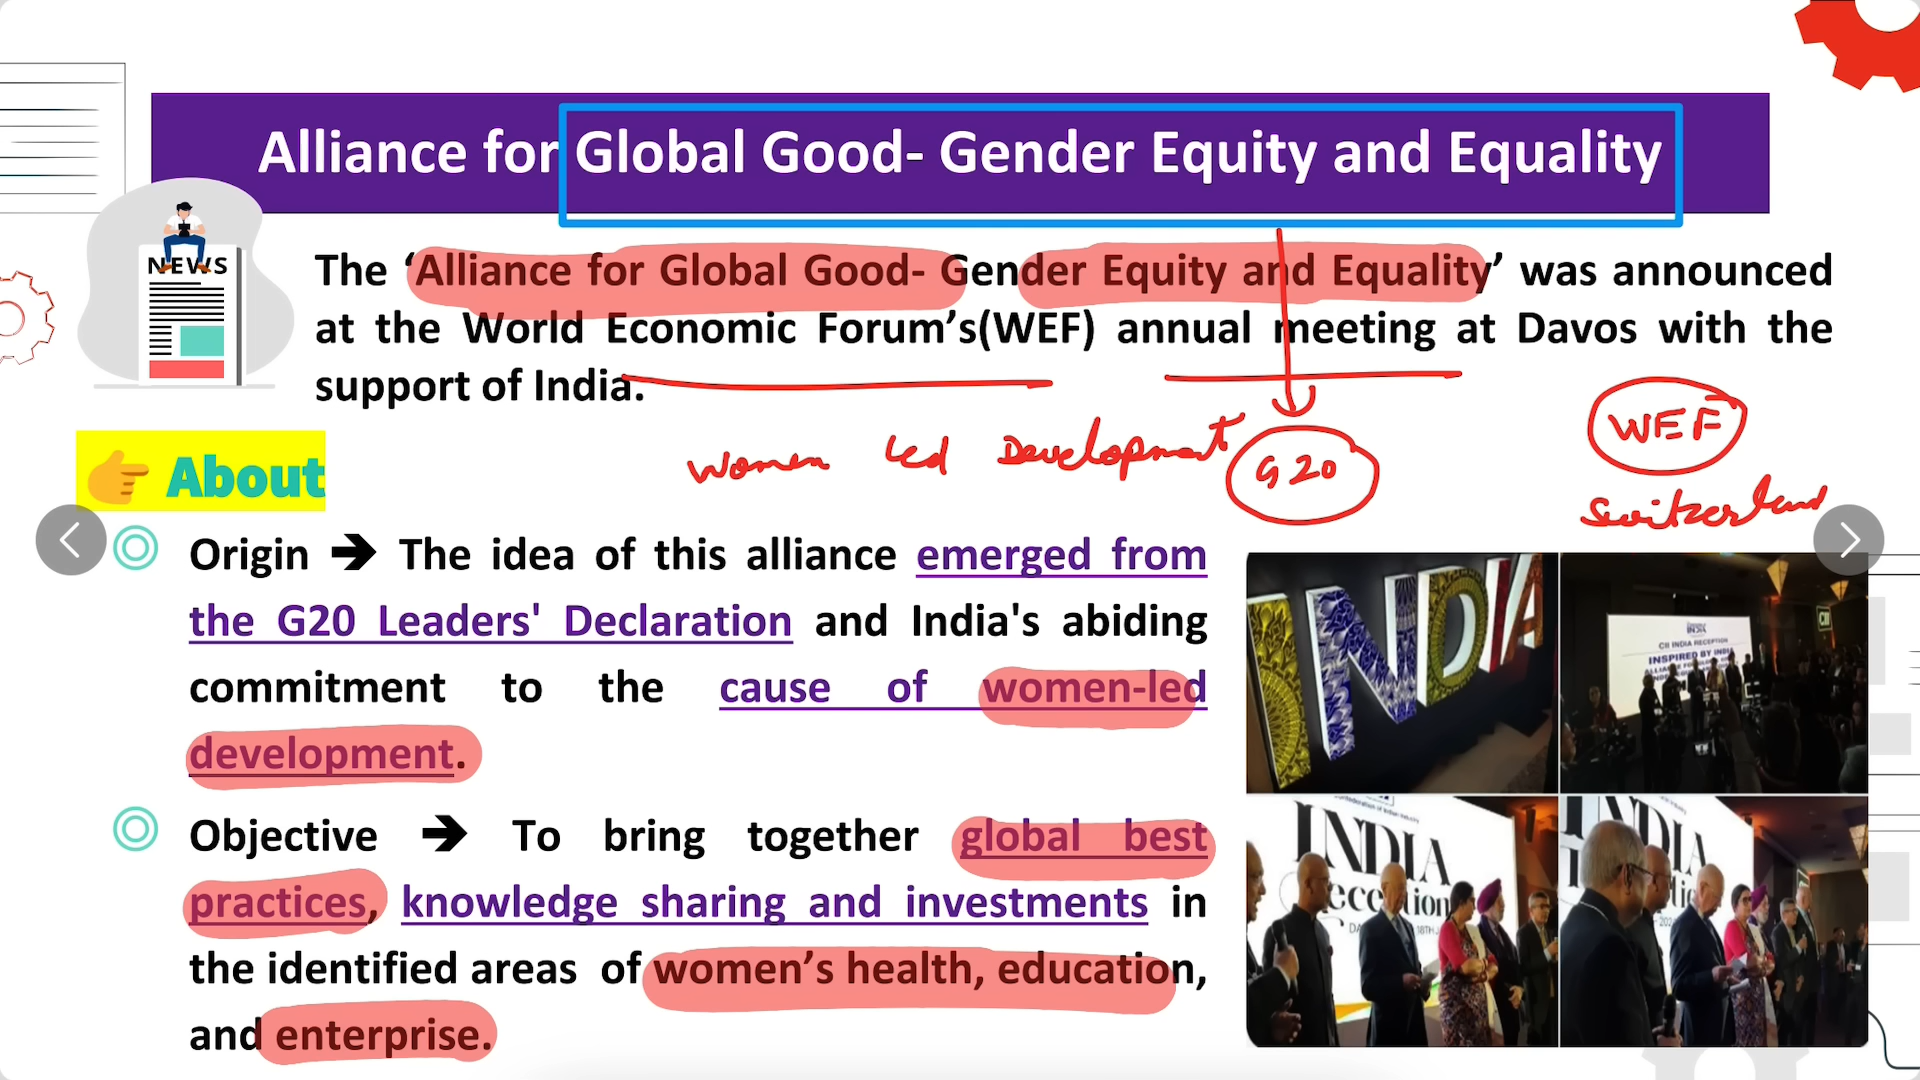 Alliance for Global Good- Gender Equity and Equality
NEWS
The ‘Alliance for Global Good- Gender Equity and Equality’ was announced
at the World Economic Forum’s(WEF) annual meeting at Davos with the
support of India.
WEF
Women Led Development
G20
Switzerland
About
Origin ➔ The idea of this alliance emerged from
the G20 Leaders' Declaration and India's abiding
commitment to the cause of women-led
development.
Objective ➔ To bring together global best
practices, knowledge sharing and investments in
the identified areas of women’s health, education,
and enterprise.
INDIA
CII INDIA RECEPTION
INSPIRED BY INDIA
CII
INDIA